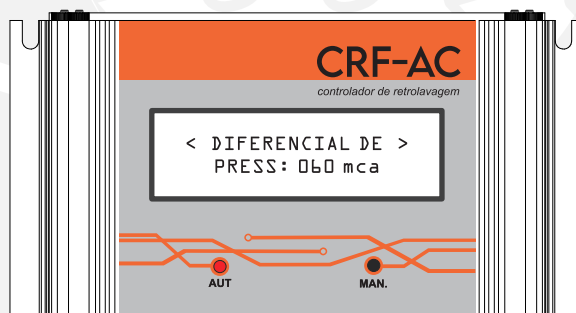 CRF-AC
controlador de retrolavagem
< DIFERENCIAL DE >
PRESS: 060 mca
AUT
MAN.